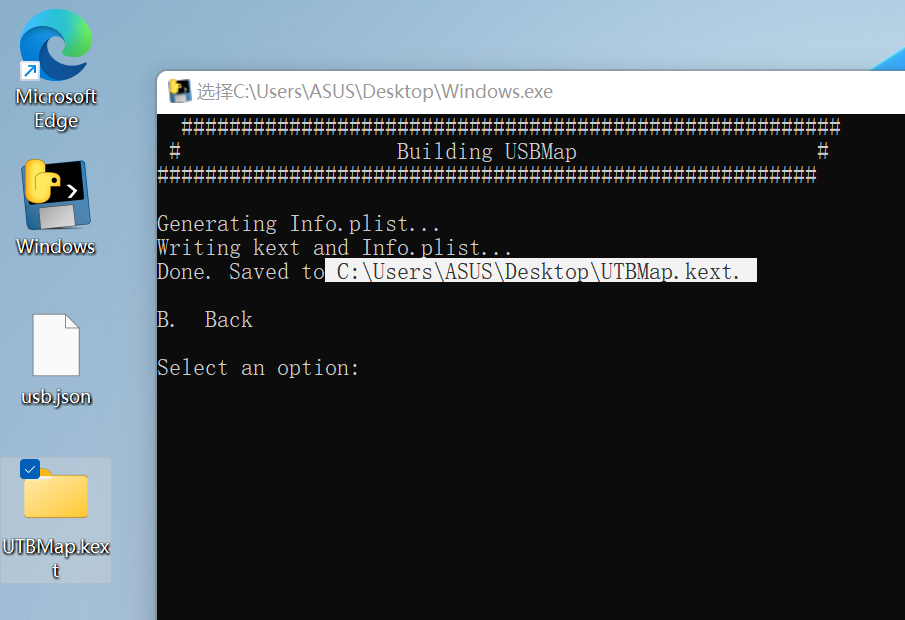 Microsoft
Edge
Windows
usb.json
UTBMap.kex
t
选择C:\Users\ASUS\Desktop\Windows.exe
#######################################################
# Building USBMap #
#######################################################
Generating Info.plist...
Writing kext and Info.plist...
Done. Saved to C:\Users\ASUS\Desktop\UTBMap.kext.
B. Back
Select an option: